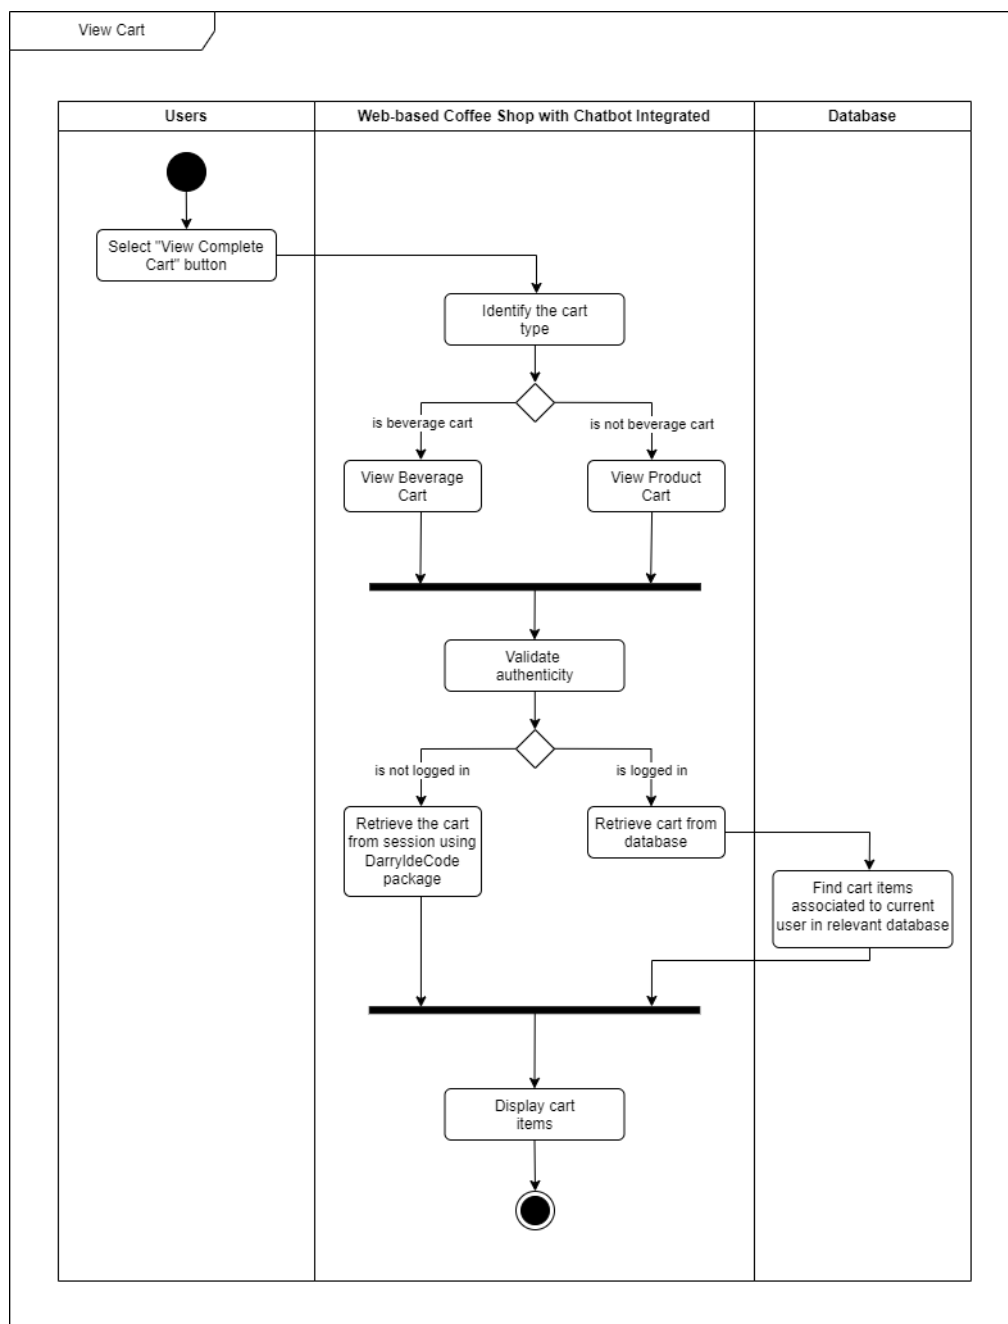 View Cart
Users
Web-based Coffee Shop with Chatbot Integrated
Database
Select "View Complete
Cart" button
Identify the cart
type
is beverage cart
is not beverage cart
View Beverage
Cart
View Product
Cart
Validate
authenticity
is not logged in
is logged in
Retrieve the cart
from session using
DarryldeCode
package
Retrieve cart from
database
Find cart items
associated to current
user in relevant database
Display cart
items